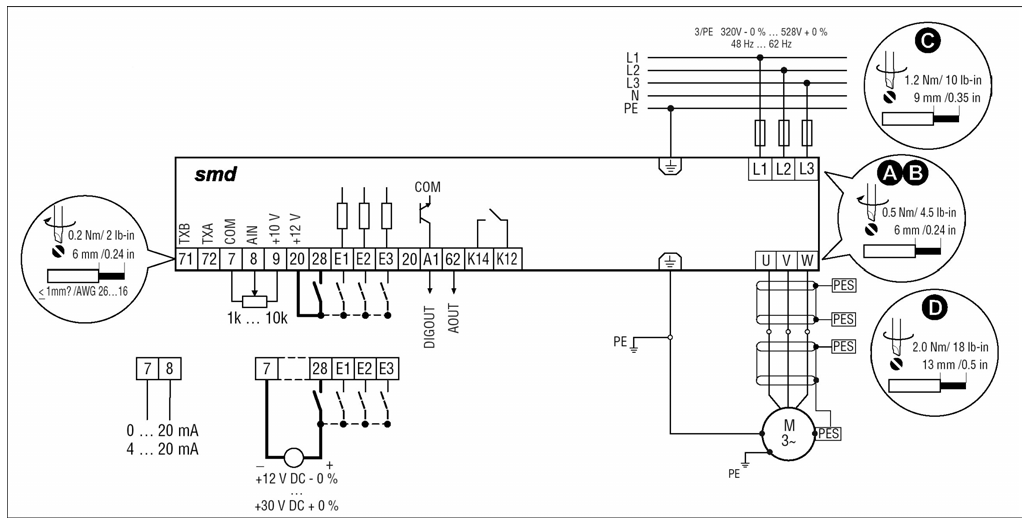 3/PE 320V - 0 % ... 528V + 0 %
48 Hz ... 62 Hz
L1
L2
L3
N
PE
C
1.2 Nm/ 10 lb-in
9 mm /0.35 in
smd
L1 L2 L3
A B
0.5 Nm/ 4.5 lb-in
6 mm /0.24 in
COM
0.2 Nm/ 2 lb-in
6 mm /0.24 in
≤ 1mm? /AWG 26...16
TXB TXA COM AIN +10 V +12 V
71 72 7 8 9 20 28 E1 E2 E3 20 A1 62 K14 K12
U V W
1k ... 10k
DIGOUT
AOUT
PES
PES
PES
PE
D
2.0 Nm/ 18 lb-in
13 mm /0.5 in
7 8
0 ... 20 mA
4 ... 20 mA
7 28 E1 E2 E3
– +
+12 V DC - 0 %
...
+30 V DC + 0 %
M
3~
PES
PE